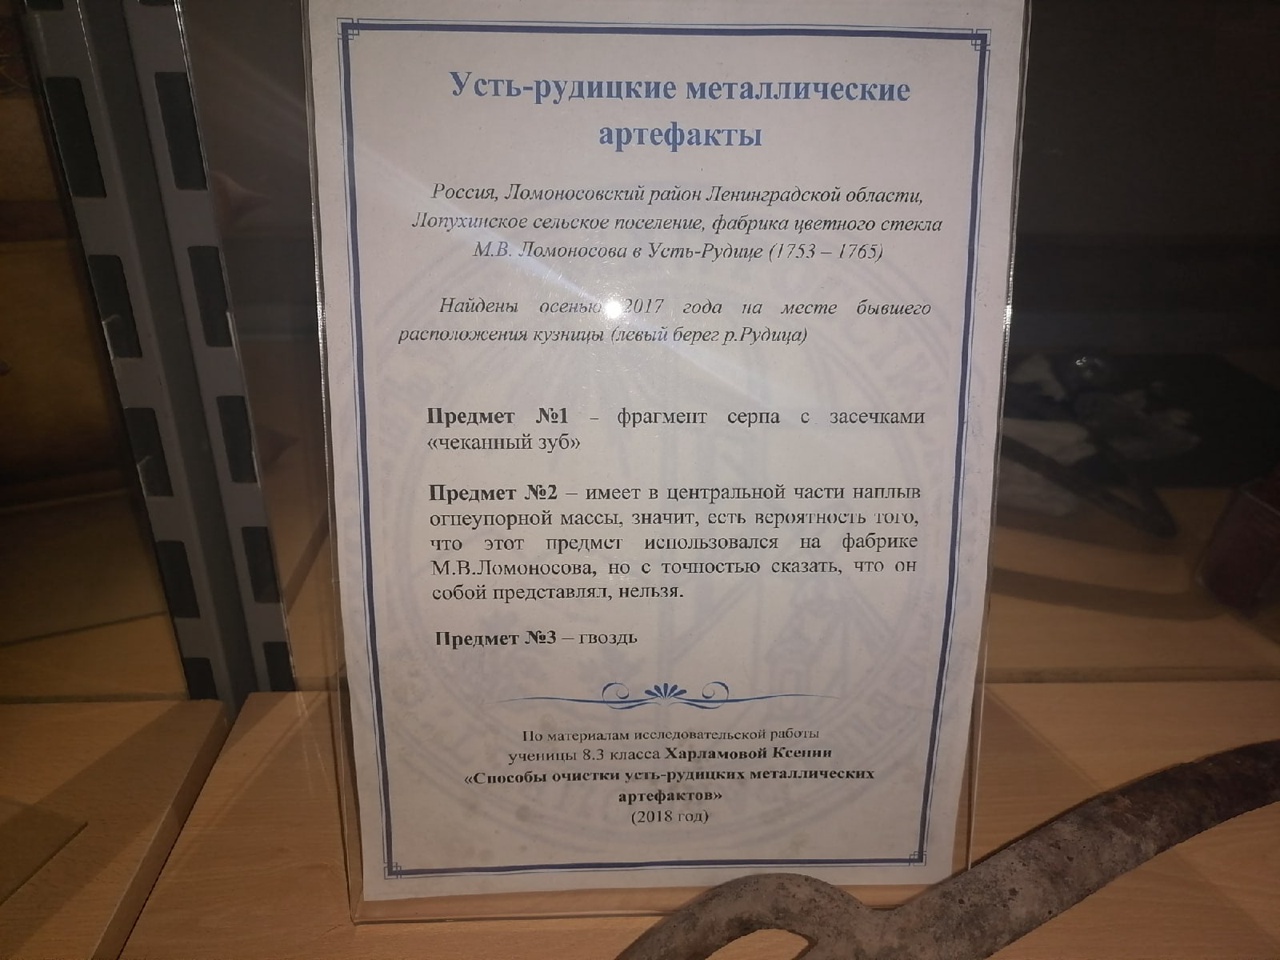 Усть-рудицкие металлические
артефакты
Россия, Ломоносовский район Ленинградской области,
Лопухинское сельское поселение, фабрика цветного стекла
М.В. Ломоносова в Усть-Рудице (1753 – 1765)
Найдены осенью 2017 года на месте бывшего
расположения кузницы (левый берег р.Рудица)
Предмет №1 – фрагмент серпа с засечками
«чеканный зуб»
Предмет №2 – имеет в центральной части наплыв
огнеупорной массы, значит, есть вероятность того,
что этот предмет использовался на фабрике
М.В.Ломоносова, но с точностью сказать, что он
собой представлял, нельзя.
Предмет №3 – гвоздь
По материалам исследовательской работы
ученицы 8.3 класса Харламовой Ксении
«Способы очистки усть-рудицких металлических
артефактов»
(2018 год)